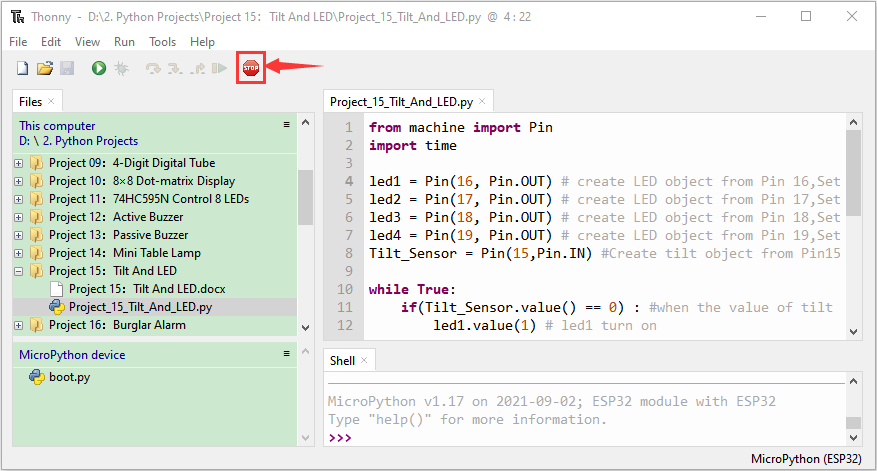 Thonny - D:\2. Python Projects\Project 15：Tilt And LED\Project_15_Tilt_And_LED.py @ 4:22
File Edit View Run Tools Help
STOP
Files
This computer
D: \ 2. Python Projects
Project 09：4-Digit Digital Tube
Project 10：8×8 Dot-matrix Display
Project 11：74HC595N Control 8 LEDs
Project 12：Active Buzzer
Project 13：Passive Buzzer
Project 14：Mini Table Lamp
Project 15：Tilt And LED
Project 15：Tilt And LED.docx
Project_15_Tilt_And_LED.py
Project 16：Burglar Alarm
MicroPython device
boot.py
Project_15_Tilt_And_LED.py
1 from machine import Pin
2 import time
3
4 led1 = Pin(16, Pin.OUT) # create LED object from Pin 16,Set
5 led2 = Pin(17, Pin.OUT) # create LED object from Pin 17,Set
6 led3 = Pin(18, Pin.OUT) # create LED object from Pin 18,Set
7 led4 = Pin(19, Pin.OUT) # create LED object from Pin 19,Set
8 Tilt_Sensor = Pin(15,Pin.IN) #Create tilt object from Pin15
9
10 while True:
11 if(Tilt_Sensor.value() == 0) : #when the value of tilt
12 led1.value(1) # led1 turn on
Shell
MicroPython v1.17 on 2021-09-02; ESP32 module with ESP32
Type "help()" for more information.
>>>
MicroPython (ESP32)